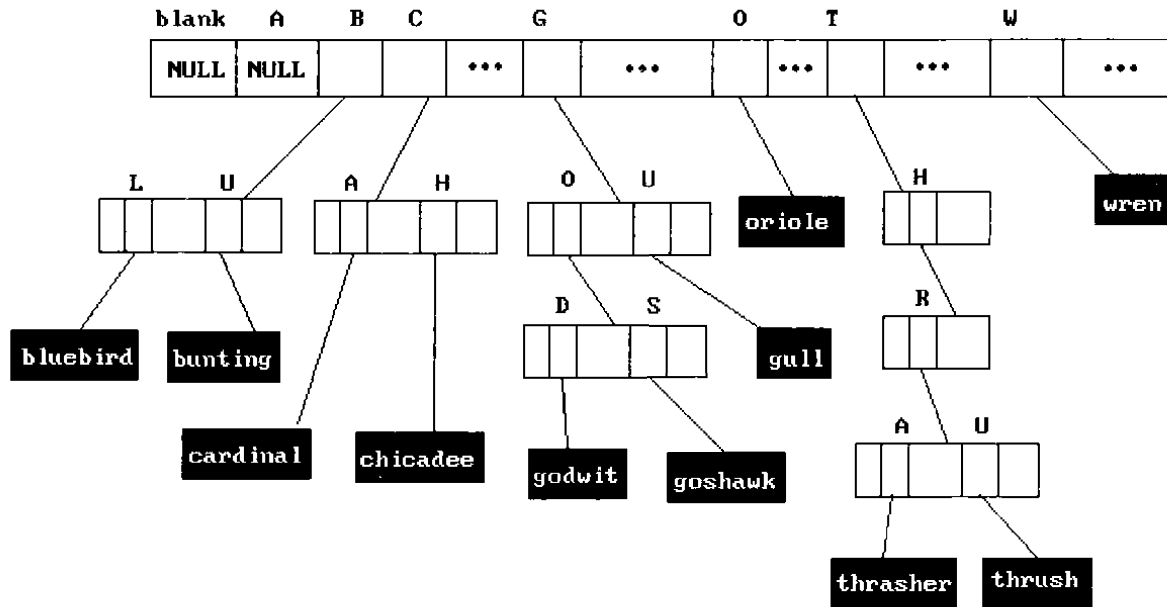 blank A B C G O T W
NULL NULL ••• ••• ••• ••• •••
L U A H O U H
oriole wren
D S R
bluebird bunting gull
A U
cardinal chicadee godwit goshawk
thrasher thrush